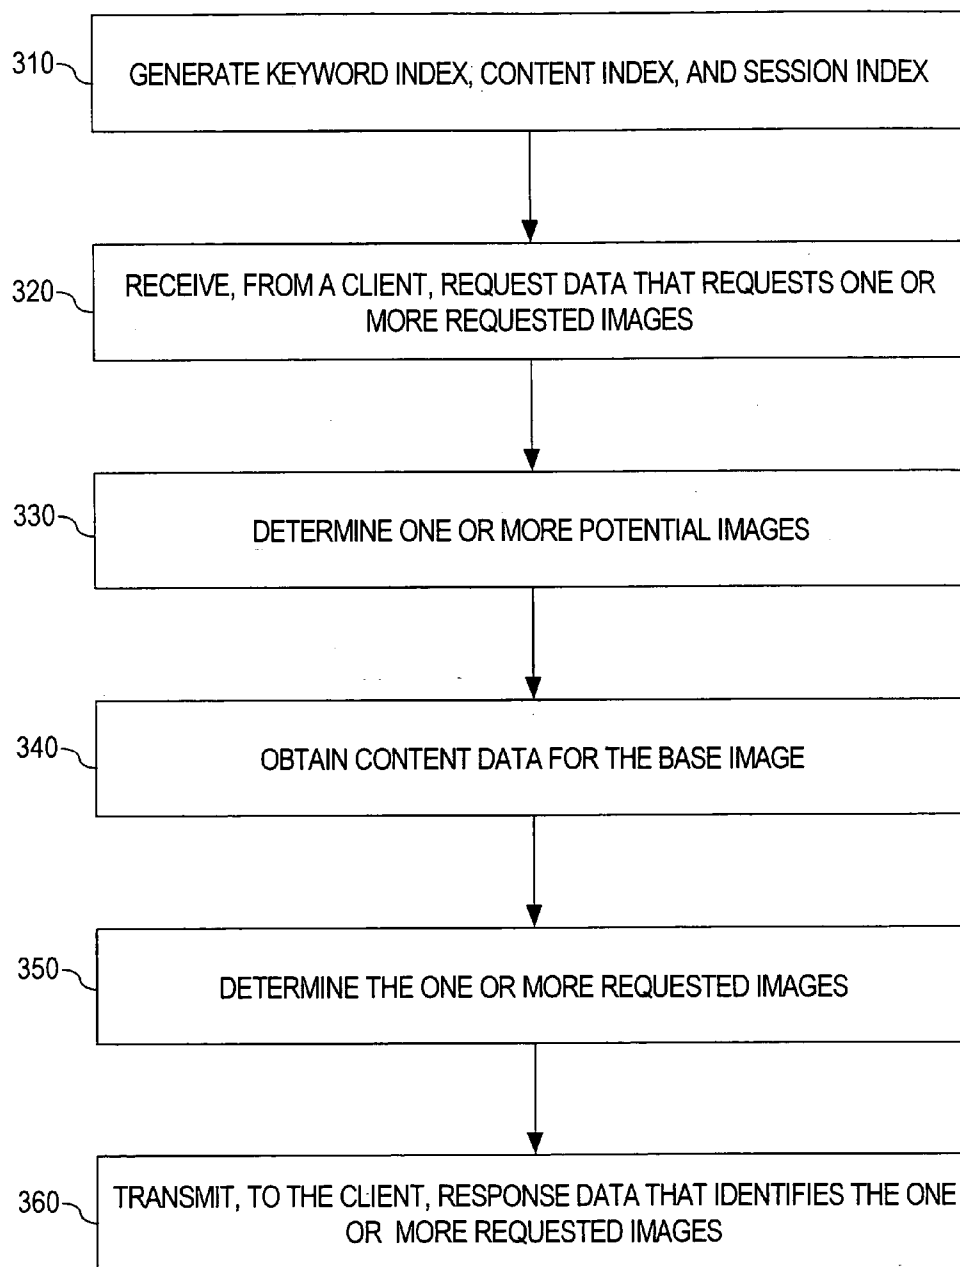 310
GENERATE KEYWORD INDEX, CONTENT INDEX, AND SESSION INDEX
320
RECEIVE, FROM A CLIENT, REQUEST DATA THAT REQUESTS ONE OR
MORE REQUESTED IMAGES
330
DETERMINE ONE OR MORE POTENTIAL IMAGES
340
OBTAIN CONTENT DATA FOR THE BASE IMAGE
350
DETERMINE THE ONE OR MORE REQUESTED IMAGES
360
TRANSMIT, TO THE CLIENT, RESPONSE DATA THAT IDENTIFIES THE ONE
OR MORE REQUESTED IMAGES